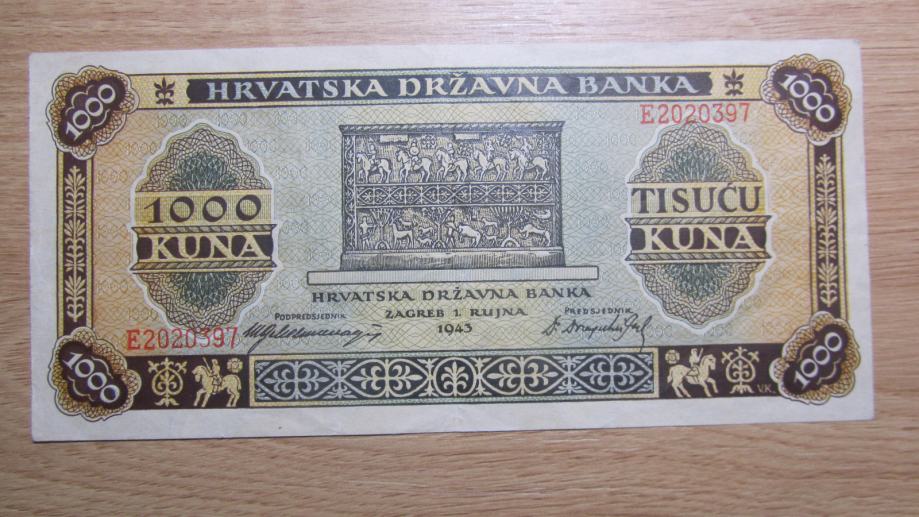 HRVATSKA DRŽAVNA BANKA
1000
1000
E2020397
1000
KUNA
TISUĆU
KUNA
HRVATSKA DRŽAVNA BANKA
PODPREDSJEDNIK
ZAGREB 1. RUJNA
PREDSJEDNIK
1943
E2020397
1000
1000
V.K.